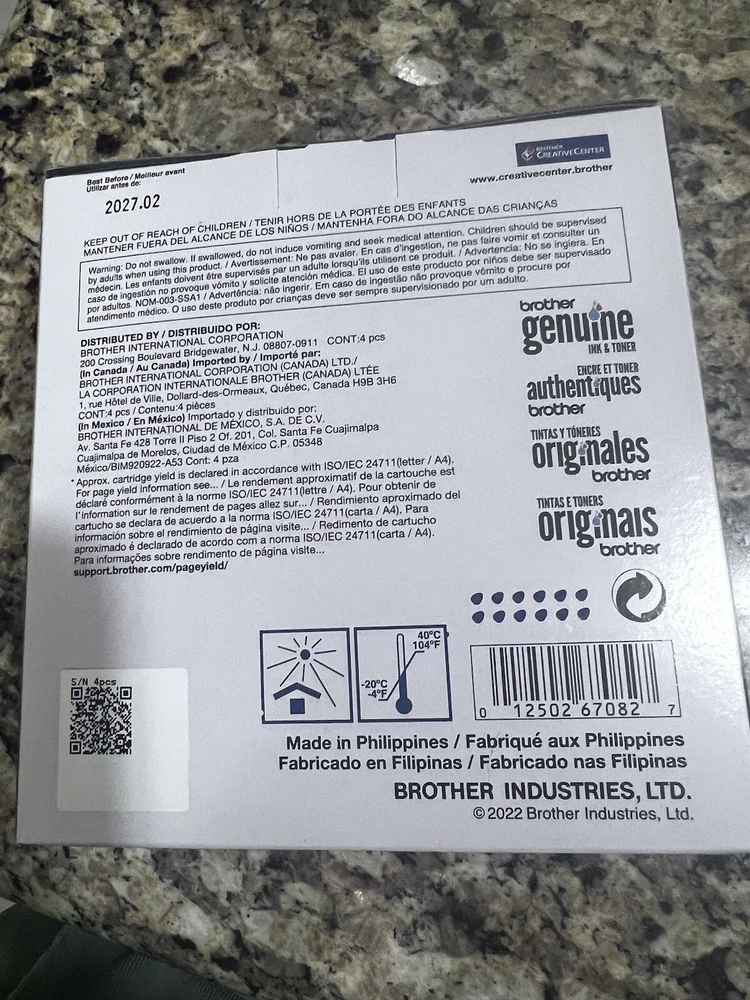 BROTHER
CREATIVECENTER
www.creativecenter.brother
Best Before / Meilleur avant
Utilizar antes de:
2027.02
KEEP OUT OF REACH OF CHILDREN / TENIR HORS DE LA PORTÉE DES ENFANTS
MANTENER FUERA DEL ALCANCE DE LOS NIÑOS / MANTENHA FORA DO ALCANCE DAS CRIANÇAS
Warning: Do not swallow. If swallowed, do not induce vomiting and seek medical attention. Children should be supervised
by adults when using this product. / Avertissement: Ne pas avaler. En cas d'ingestion, ne pas faire vomir et consulter un
médecin. Les enfants doivent être supervisés par un adulte lorsqu'ils utilisent ce produit. / Advertencia: No se ingiera. En
caso de ingestión no provoque vómito y solicite atención médica. El uso de este producto por niños debe ser supervisado
por adultos. NOM-003-SSA1 / Advertência: não ingerir. Em caso de ingestão não provoque vômito e procure por
atendimento médico. O uso deste produto por crianças deve ser sempre supervisionado por um adulto.
DISTRIBUTED BY / DISTRIBUIDO POR:
BROTHER INTERNATIONAL CORPORATION
200 Crossing Boulevard Bridgewater, N.J. 08807-0911 CONT:4 pcs
(In Canada / Au Canada) Imported by / Importé par:
BROTHER INTERNATIONAL CORPORATION (CANADA) LTD./
LA CORPORATION INTERNATIONALE BROTHER (CANADA) LTÉE
1, rue Hôtel de Ville, Dollard-des-Ormeaux, Québec, Canada H9B 3H6
CONT:4 pcs / Contenu:4 pièces
(In Mexico / En México) Importado y distribuido por:
BROTHER INTERNATIONAL DE MÉXICO, S.A. DE C.V.
Av. Santa Fe 428 Torre II Piso 2 Of. 201, Col. Santa Fe Cuajimalpa
Cuajimalpa de Morelos, Ciudad de México C.P. 05348
México/BIM920922-A53 Cont: 4 pza
* Approx. cartridge yield is declared in accordance with ISO/IEC 24711(letter / A4).
For page yield information see... / Le rendement approximatif de la cartouche est
déclaré conformément à la norme ISO/IEC 24711(lettre / A4). Pour obtenir de
l'information sur le rendement de pages allez sur... / Rendimiento aproximado del
cartucho se declara de acuerdo a la norma ISO/IEC 24711(carta / A4). Para
información sobre el rendimiento de página visite... / Redimento de cartucho
aproximado é declarado de acordo com a norma ISO/IEC 24711(carta / A4).
Para informações sobre rendimento de página visite...
support.brother.com/pageyield/
brother
genuine
INK & TONER
ENCRE ET TONER
authentiques
brother
TINTAS Y TÓNERES
originales
brother
TINTAS E TONERS
originais
brother
40°C
104°F
-20°C
-4°F
0 12502 67082 7
S/N 4pcs
Made in Philippines / Fabriqué aux Philippines
Fabricado en Filipinas / Fabricado nas Filipinas
BROTHER INDUSTRIES, LTD.
© 2022 Brother Industries, Ltd.